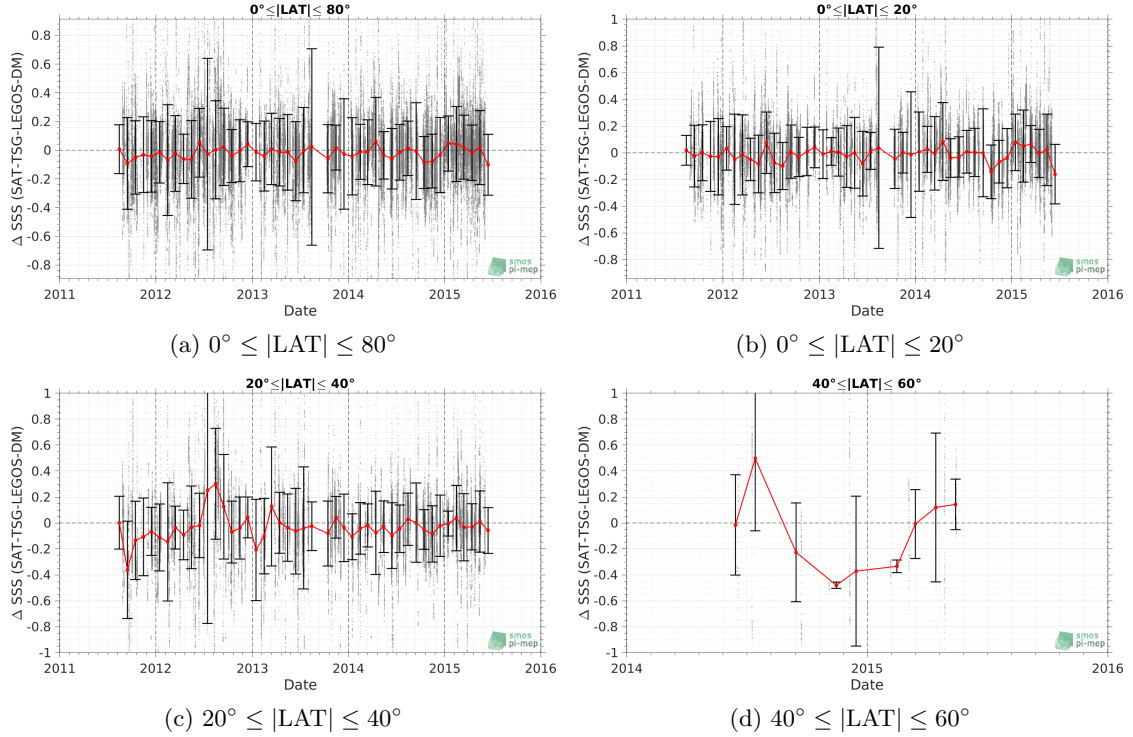 0°≤|LAT|≤ 80°
Δ SSS (SAT-TSG-LEGOS-DM)
0.8
0.6
0.4
0.2
0
-0.2
-0.4
-0.6
-0.8
2011 2012 2013 2014 2015 2016
Date
smos
pi-mep
(a) 0° ≤ |LAT| ≤ 80°
0°≤|LAT|≤ 20°
Δ SSS (SAT-TSG-LEGOS-DM)
1
0.8
0.6
0.4
0.2
0
-0.2
-0.4
-0.6
-0.8
2011 2012 2013 2014 2015 2016
Date
smos
pi-mep
(b) 0° ≤ |LAT| ≤ 20°
20°≤|LAT|≤ 40°
Δ SSS (SAT-TSG-LEGOS-DM)
1
0.8
0.6
0.4
0.2
0
-0.2
-0.4
-0.6
-0.8
-1
2011 2012 2013 2014 2015 2016
Date
smos
pi-mep
(c) 20° ≤ |LAT| ≤ 40°
40°≤|LAT|≤ 60°
Δ SSS (SAT-TSG-LEGOS-DM)
1
0.8
0.6
0.4
0.2
0
-0.2
-0.4
-0.6
-0.8
-1
2014 2015 2016
Date
smos
pi-mep
(d) 40° ≤ |LAT| ≤ 60°